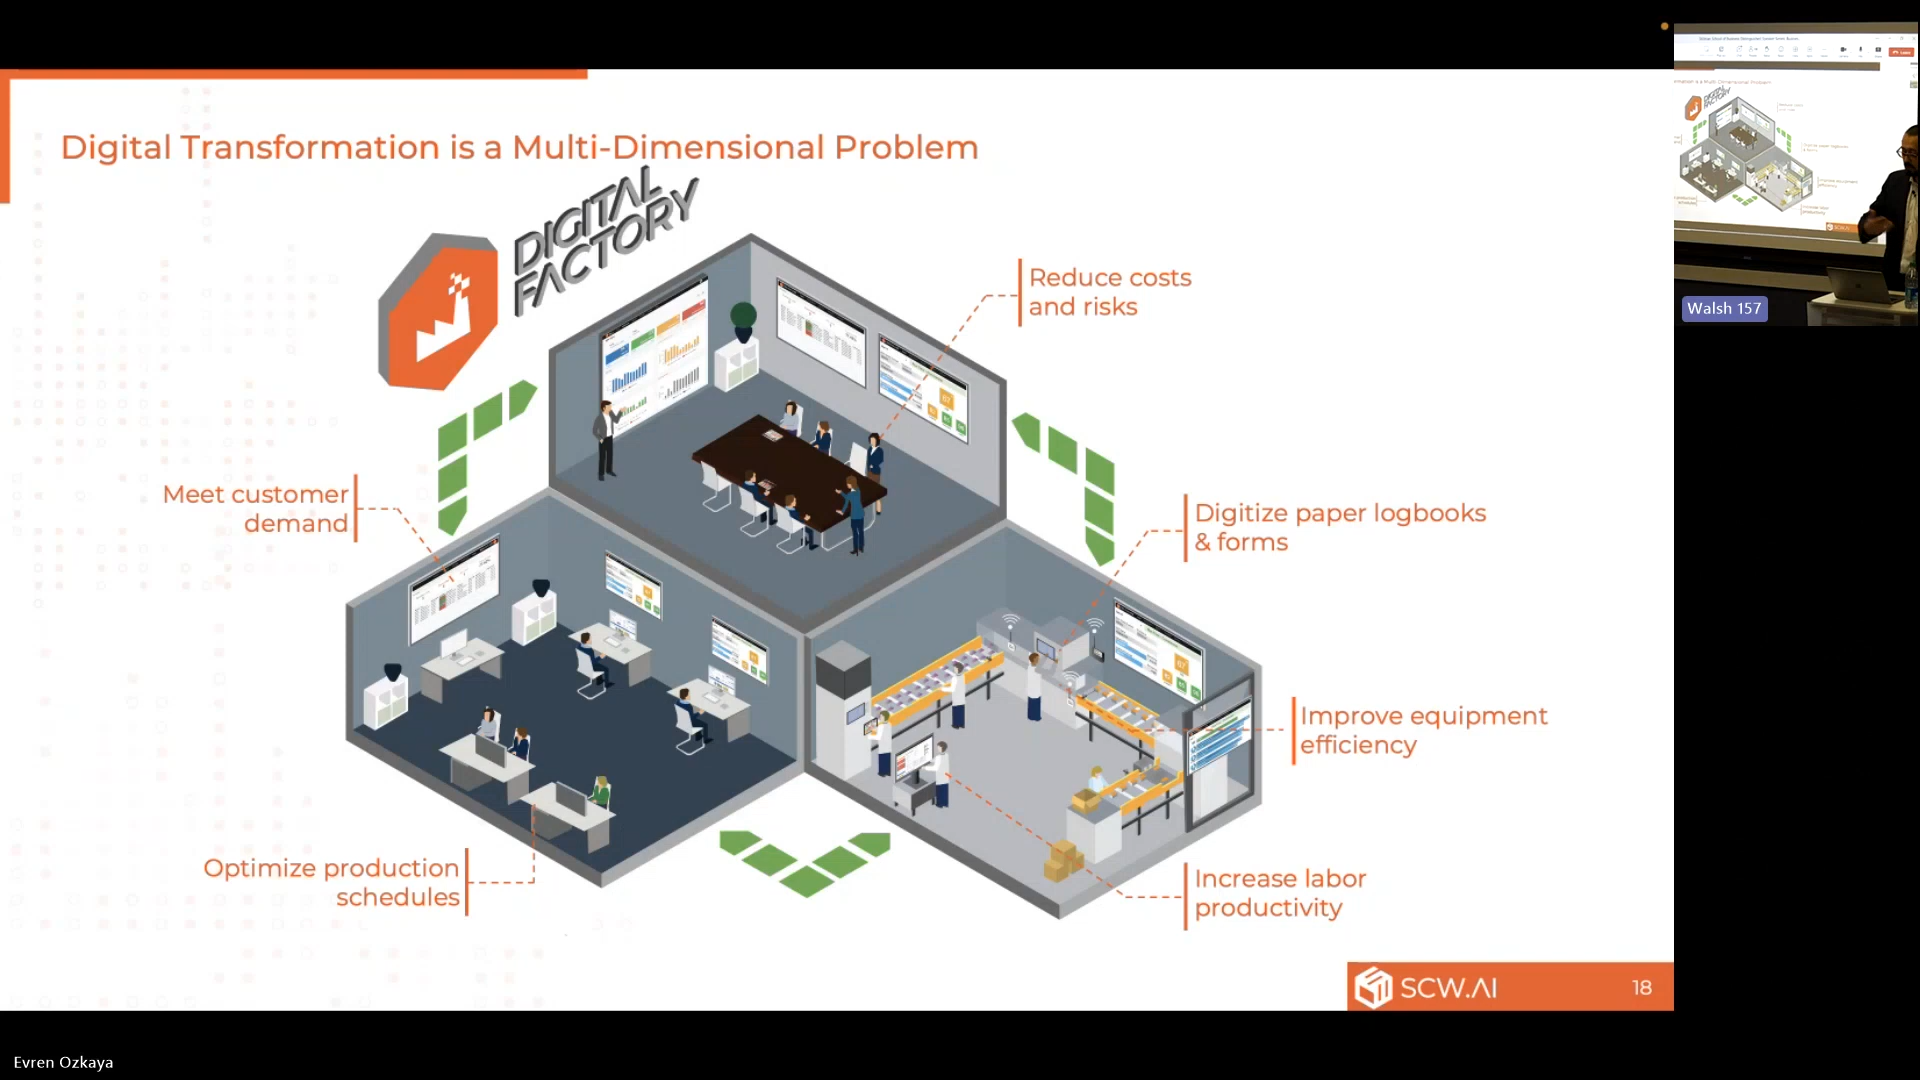 Digital Transformation is a Multi-Dimensional Problem
DIGITAL
FACTORY
Reduce costs
and risks
Meet customer
demand
Digitize paper logbooks
& forms
Improve equipment
efficiency
Optimize production
schedules
Increase labor
productivity
SCW.AI
18
Walsh 157
Evren Ozkaya